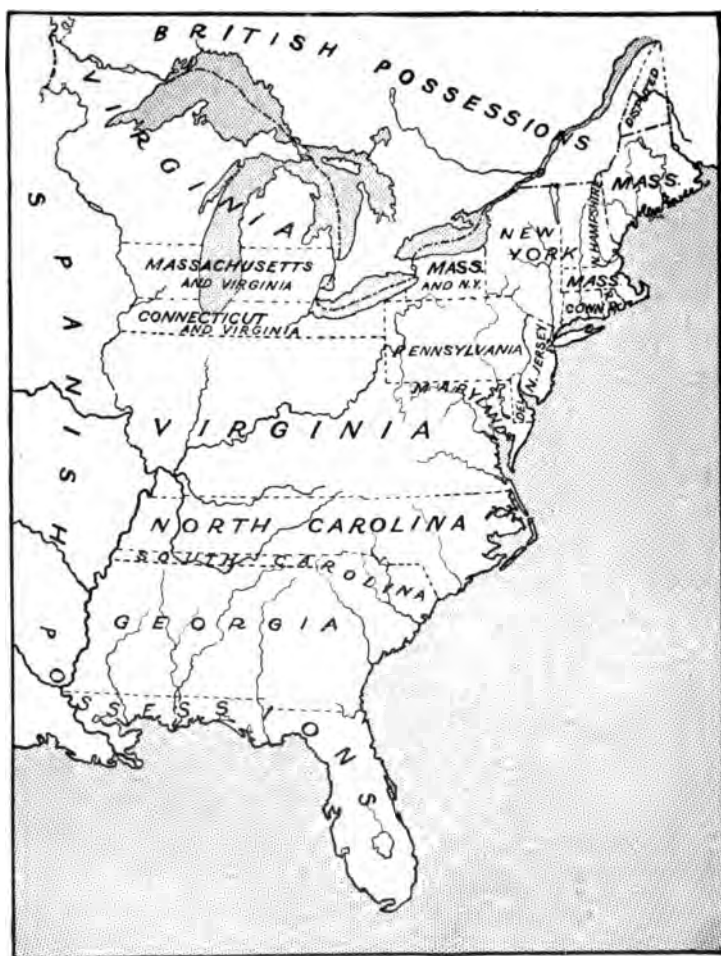 BRITISH POSSESSIONS
DISPUTED
VIRGINIA
MASS.
N. HAMPSHIRE
NEW YORK
MASSACHUSETTS
AND VIRGINIA
MASS.
AND N.Y.
MASS.
CONN.
R.I.
CONNECTICUT
AND VIRGINIA
PENNSYLVANIA
N. JERSEY
MARYLAND
DEL.
VIRGINIA
NORTH CAROLINA
SOUTH CAROLINA
GEORGIA
SPANISH POSSESSIONS